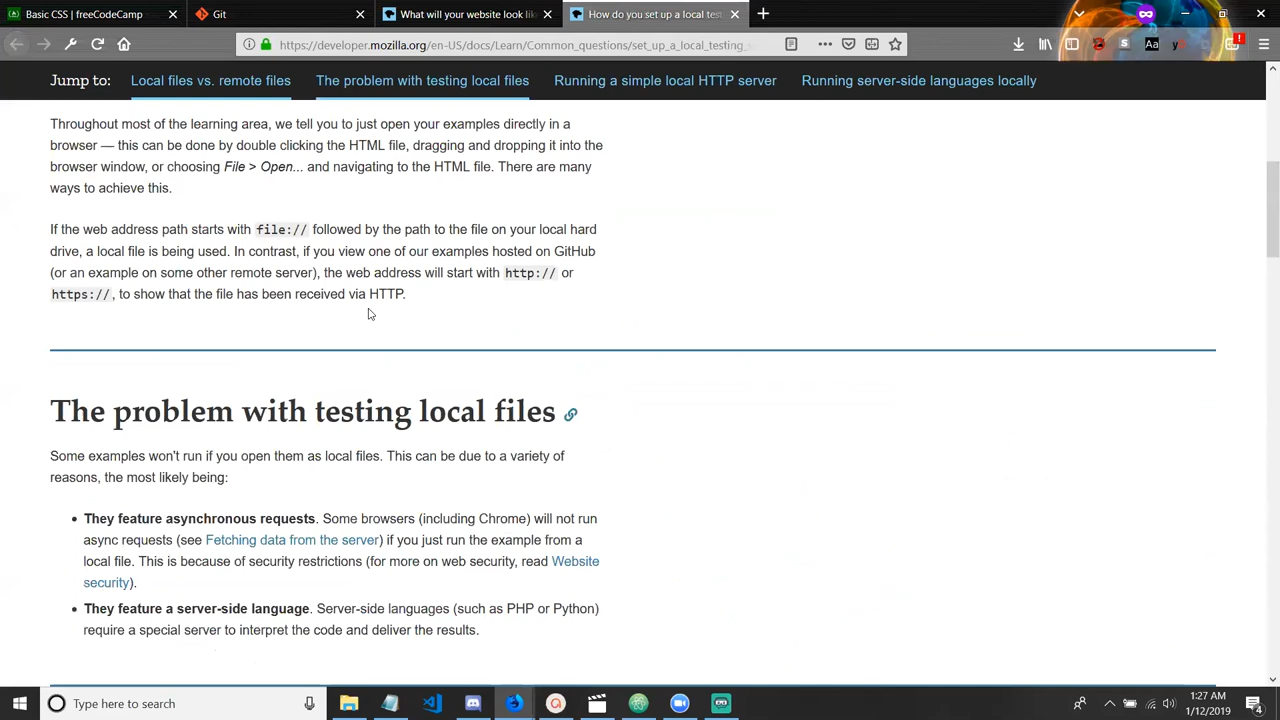 Basic CSS | freeCodeCamp
Git
What will your website look lik
How do you set up a local test
https://developer.mozilla.org/en-US/docs/Learn/Common_questions/set_up_a_local_testing_
Aa
Jump to: Local files vs. remote files The problem with testing local files Running a simple local HTTP server Running server-side languages locally
Throughout most of the learning area, we tell you to just open your examples directly in a
browser — this can be done by double clicking the HTML file, dragging and dropping it into the
browser window, or choosing File > Open... and navigating to the HTML file. There are many
ways to achieve this.
If the web address path starts with file:// followed by the path to the file on your local hard
drive, a local file is being used. In contrast, if you view one of our examples hosted on GitHub
(or an example on some other remote server), the web address will start with http:// or
https://, to show that the file has been received via HTTP.
The problem with testing local files
Some examples won't run if you open them as local files. This can be due to a variety of
reasons, the most likely being:
• They feature asynchronous requests. Some browsers (including Chrome) will not run
async requests (see Fetching data from the server) if you just run the example from a
local file. This is because of security restrictions (for more on web security, read Website
security).
• They feature a server-side language. Server-side languages (such as PHP or Python)
require a special server to interpret the code and deliver the results.
Type here to search
1:27 AM
1/12/2019
4